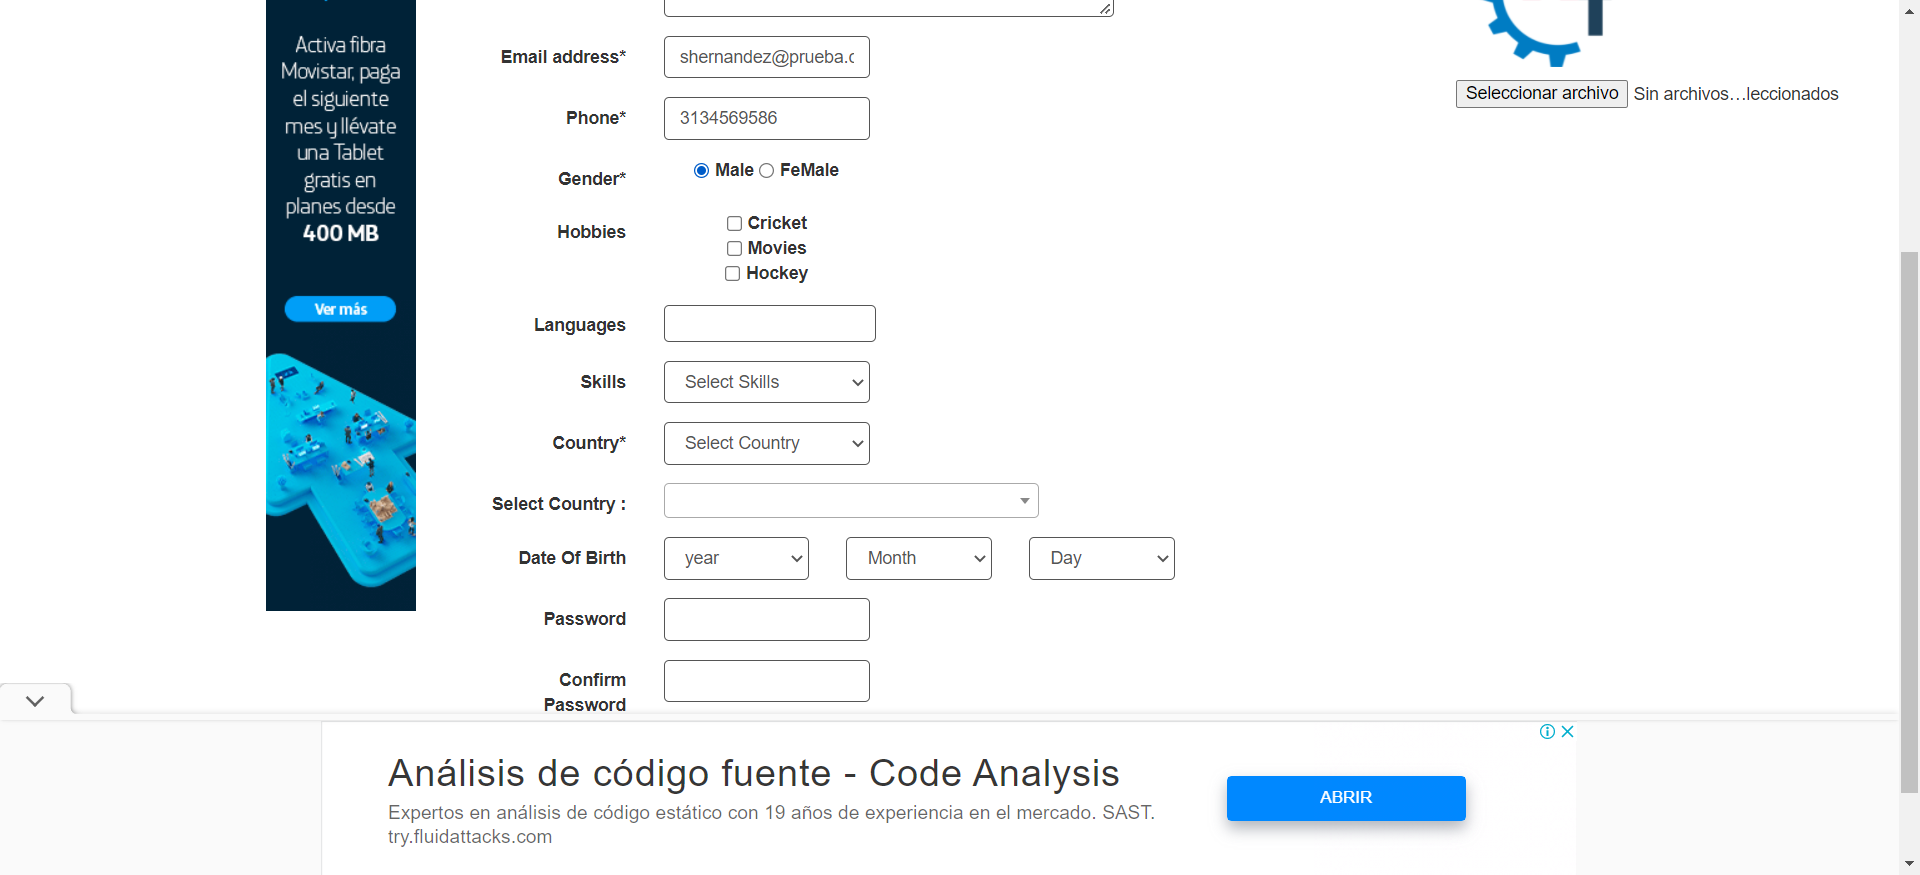 Activa fibra
Movistar, paga
el siguiente
mes y llévate
una Tablet
gratis en
planes desde
400 MB
Ver más
Email address*
shernandez@prueba.c
Phone*
3134569586
Gender*
Male
FeMale
Hobbies
Cricket
Movies
Hockey
Languages
Skills
Select Skills
Country*
Select Country
Select Country :
Date Of Birth
year
Month
Day
Password
Confirm
Password
Seleccionar archivo Sin archivos…leccionados
Análisis de código fuente - Code Analysis
Expertos en análisis de código estático con 19 años de experiencia en el mercado. SAST.
try.fluidattacks.com
ABRIR